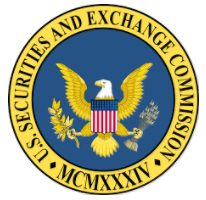 U.S. SECURITIES AND EXCHANGE COMMISSION
MCMXXXIV